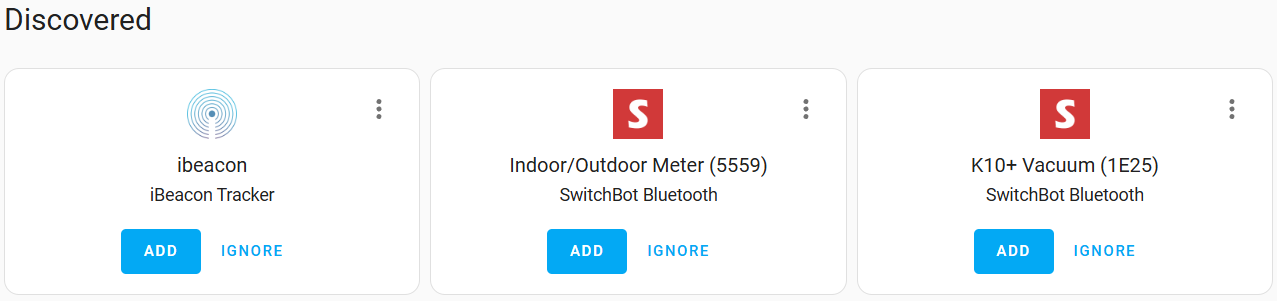 Discovered
ibeacon
iBeacon Tracker
ADD IGNORE
S
Indoor/Outdoor Meter (5559)
SwitchBot Bluetooth
ADD IGNORE
S
K10+ Vacuum (1E25)
SwitchBot Bluetooth
ADD IGNORE